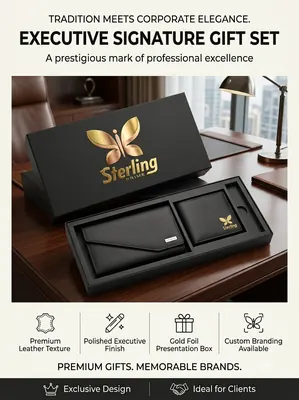 TRADITION MEETS CORPORATE ELEGANCE.
EXECUTIVE SIGNATURE GIFT SET
A prestigious mark of professional excellence
Sterling
Sterling
Premium
Leather Texture
Polished Executive
Finish
Gold Foil
Presentation Box
Custom Branding
Available
PREMIUM GIFTS. MEMORABLE BRANDS.
Exclusive Design
Ideal for Clients